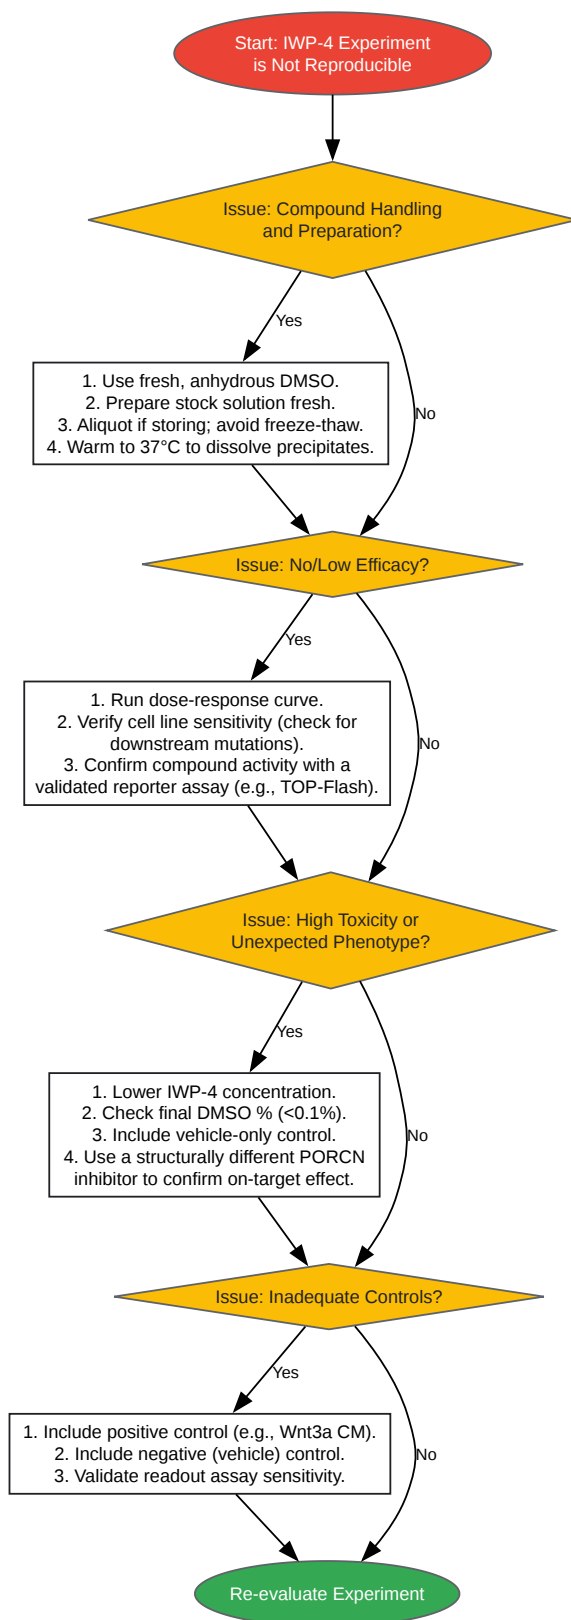 Start: IWP-4 Experiment
is Not Reproducible
Issue: Compound Handling
and Preparation?
Yes
No
1. Use fresh, anhydrous DMSO.
2. Prepare stock solution fresh.
3. Aliquot if storing; avoid freeze-thaw.
4. Warm to 37°C to dissolve precipitates.
Issue: No/Low Efficacy?
Yes
No
1. Run dose-response curve.
2. Verify cell line sensitivity (check for
downstream mutations).
3. Confirm compound activity with a
validated reporter assay (e.g., TOP-Flash).
Issue: High Toxicity or
Unexpected Phenotype?
Yes
No
1. Lower IWP-4 concentration.
2. Check final DMSO % (<0.1%).
3. Include vehicle-only control.
4. Use a structurally different PORCN
inhibitor to confirm on-target effect.
Issue: Inadequate Controls?
Yes
No
1. Include positive control (e.g., Wnt3a CM).
2. Include negative (vehicle) control.
3. Validate readout assay sensitivity.
Re-evaluate Experiment